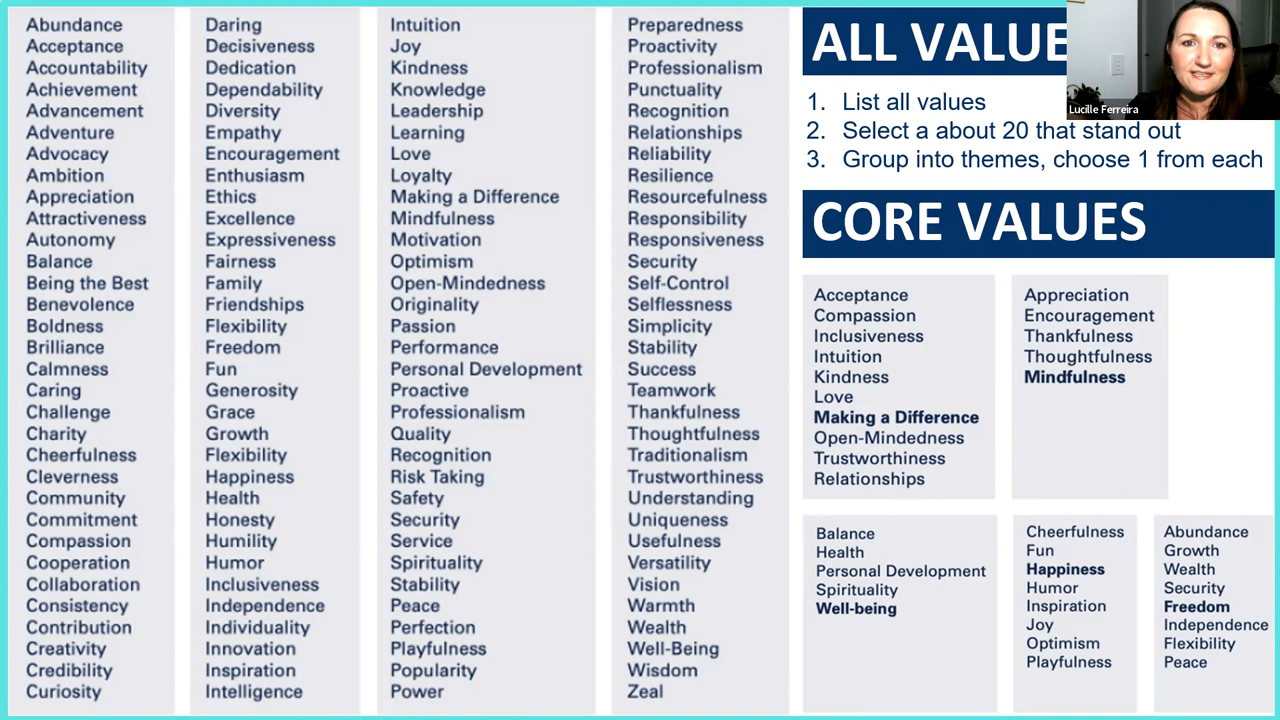 Abundance
Acceptance
Accountability
Achievement
Advancement
Adventure
Advocacy
Ambition
Appreciation
Attractiveness
Autonomy
Balance
Being the Best
Benevolence
Boldness
Brilliance
Calmness
Caring
Challenge
Charity
Cheerfulness
Cleverness
Community
Commitment
Compassion
Cooperation
Collaboration
Consistency
Contribution
Creativity
Credibility
Curiosity
Daring
Decisiveness
Dedication
Dependability
Diversity
Empathy
Encouragement
Enthusiasm
Ethics
Excellence
Expressiveness
Fairness
Family
Friendships
Flexibility
Freedom
Fun
Generosity
Grace
Growth
Flexibility
Happiness
Health
Honesty
Humility
Humor
Inclusiveness
Independence
Individuality
Innovation
Inspiration
Intelligence
Intuition
Joy
Kindness
Knowledge
Leadership
Learning
Love
Loyalty
Making a Difference
Mindfulness
Motivation
Optimism
Open-Mindedness
Originality
Passion
Performance
Personal Development
Proactive
Professionalism
Quality
Recognition
Risk Taking
Safety
Security
Service
Spirituality
Stability
Peace
Perfection
Playfulness
Popularity
Power
Preparedness
Proactivity
Professionalism
Punctuality
Recognition
Relationships
Reliability
Resilience
Resourcefulness
Responsibility
Responsiveness
Security
Self-Control
Selflessness
Simplicity
Stability
Success
Teamwork
Thankfulness
Thoughtfulness
Traditionalism
Trustworthiness
Understanding
Uniqueness
Usefulness
Versatility
Vision
Warmth
Wealth
Well-Being
Wisdom
Zeal
ALL VALUE
Lucille Ferreira
1. List all values
2. Select a about 20 that stand out
3. Group into themes, choose 1 from each
CORE VALUES
Acceptance
Compassion
Inclusiveness
Intuition
Kindness
Love
Making a Difference
Open-Mindedness
Trustworthiness
Relationships
Appreciation
Encouragement
Thankfulness
Thoughtfulness
Mindfulness
Balance
Health
Personal Development
Spirituality
Well-being
Cheerfulness
Fun
Happiness
Humor
Inspiration
Joy
Optimism
Playfulness
Abundance
Growth
Wealth
Security
Freedom
Independence
Flexibility
Peace